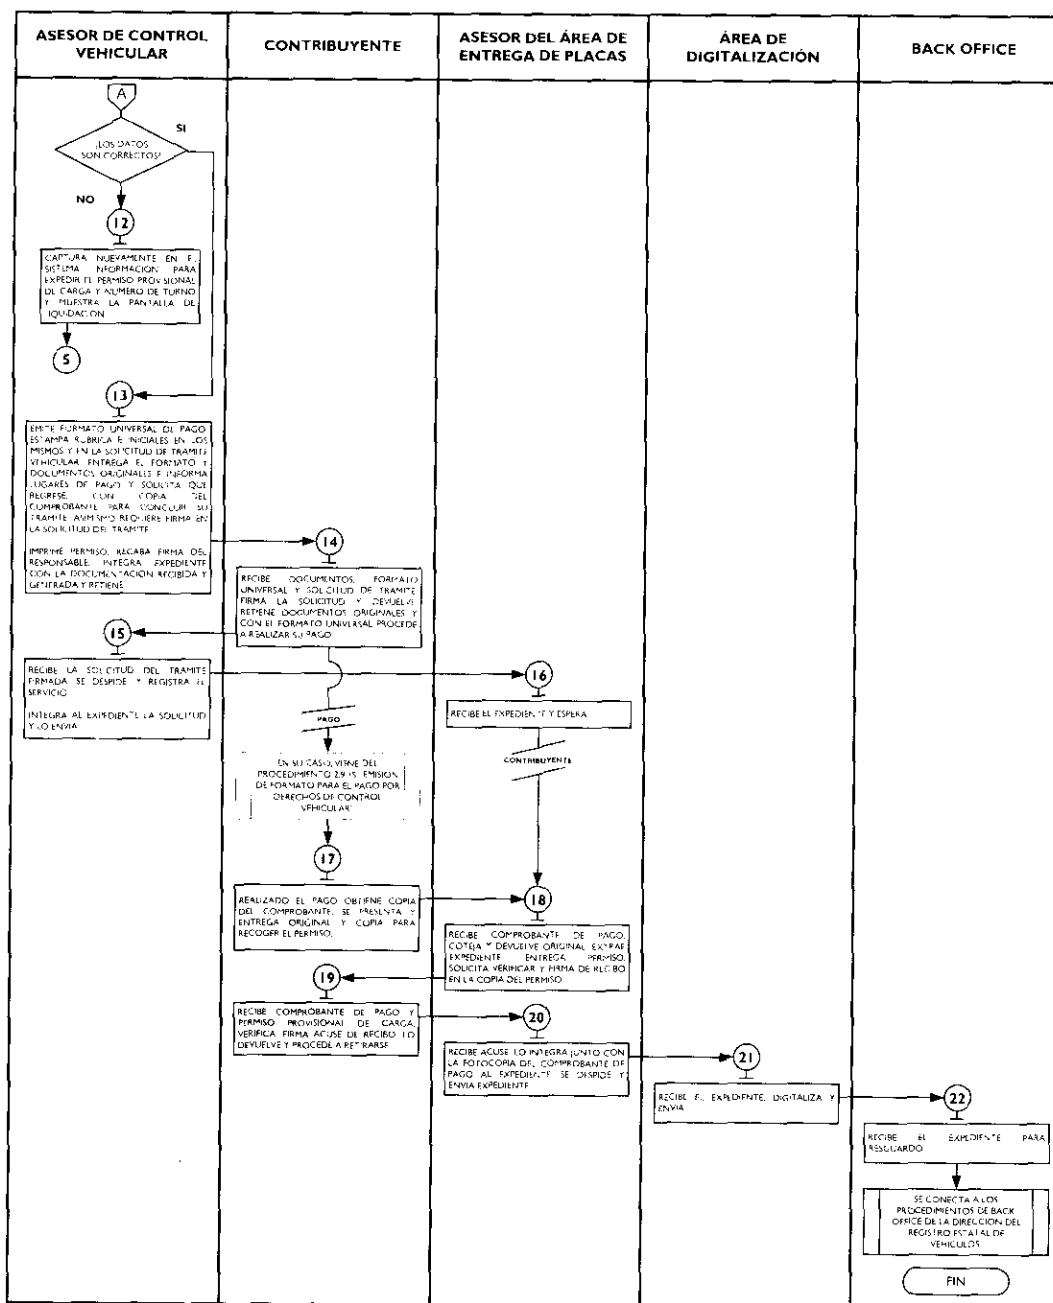 ASESOR DE CONTROL
VEHICULAR
CONTRIBUYENTE
ASESOR DEL ÁREA DE
ENTREGA DE PLACAS
ÁREA DE
DIGITALIZACIÓN
BACK OFFICE
A
¿LOS DATOS
SON CORRECTOS?
SI
NO
12
CAPTURA NUEVAMENTE EN EL
SISTEMA INFORMACION PARA
EXPEDIR EL PERMISO PROVISIONAL
DE CARGA Y NUMERO DE TURNO
Y MUESTRA LA PANTALLA DE
LIQUIDACION
5
13
EMITE FORMATO UNIVERSAL DE PAGO
ESTAMPA RUBRICA E INICIALES EN LOS
MISMOS Y EN LA SOLICITUD DE TRAMITE
VEHICULAR ENTREGA EL FORMATO Y
DOCUMENTOS ORIGINALES E INFORMA
LUGARES DE PAGO Y SOLICITA QUE
REGRESE, CON COPIA DEL
COMPROBANTE PARA CONCLUIR SU
TRAMITE ASIMISMO REQUIERE FIRMA EN
LA SOLICITUD DEL TRAMITE
IMPRIME PERMISO, RECABA FIRMA DEL
RESPONSABLE, INTEGRA EXPEDIENTE
CON LA DOCUMENTACION RECIBIDA Y
GENERADA Y RETIENE
14
RECIBE DOCUMENTOS, FORMATO
UNIVERSAL Y SOLICITUD DE TRAMITE
FIRMA LA SOLICITUD Y DEVUELVE
RETIENE DOCUMENTOS ORIGINALES Y
CON EL FORMATO UNIVERSAL PROCEDE
A REALIZAR SU PAGO
15
RECIBE LA SOLICITUD DEL TRAMITE
FIRMADA SE DESPIDE Y REGISTRA EL
SERVICIO
INTEGRA AL EXPEDIENTE LA SOLICITUD
Y LO ENVIA
16
RECIBE EL EXPEDIENTE Y ESPERA
PAGO
CONTRIBUYENTE
EN SU CASO, VIENE DEL
PROCEDIMIENTO 2.9.15 EMISION
DE FORMATO PARA EL PAGO POR
DERECHOS DE CONTROL
VEHICULAR
17
REALIZADO EL PAGO OBTIENE COPIA
DEL COMPROBANTE, SE PRESENTA Y
ENTREGA ORIGINAL Y COPIA PARA
RECOGER EL PERMISO.
18
RECIBE COMPROBANTE DE PAGO,
COTEJA Y DEVUELVE ORIGINAL EXTRAE
EXPEDIENTE ENTREGA PERMISO,
SOLICITA VERIFICAR Y FIRMA DE RECIBO
EN LA COPIA DEL PERMISO
19
RECIBE COMPROBANTE DE PAGO Y
PERMISO PROVISIONAL DE CARGA,
VERIFICA FIRMA ACUSE DE RECIBO LO
DEVUELVE Y PROCEDE A RETIRARSE
20
RECIBE ACUSE LO INTEGRA JUNTO CON
LA FOTOCOPIA DEL COMPROBANTE DE
PAGO AL EXPEDIENTE SE DESPIDE Y
ENVIA EXPEDIENTE
21
RECIBE EL EXPEDIENTE, DIGITALIZA Y
ENVIA
22
RECIBE EL EXPEDIENTE PARA
RESGUARDO
SE CONECTA A LOS
PROCEDIMIENTOS DE BACK
OFFICE DE LA DIRECCION DEL
REGISTRO ESTATAL DE
VEHICULOS
FIN